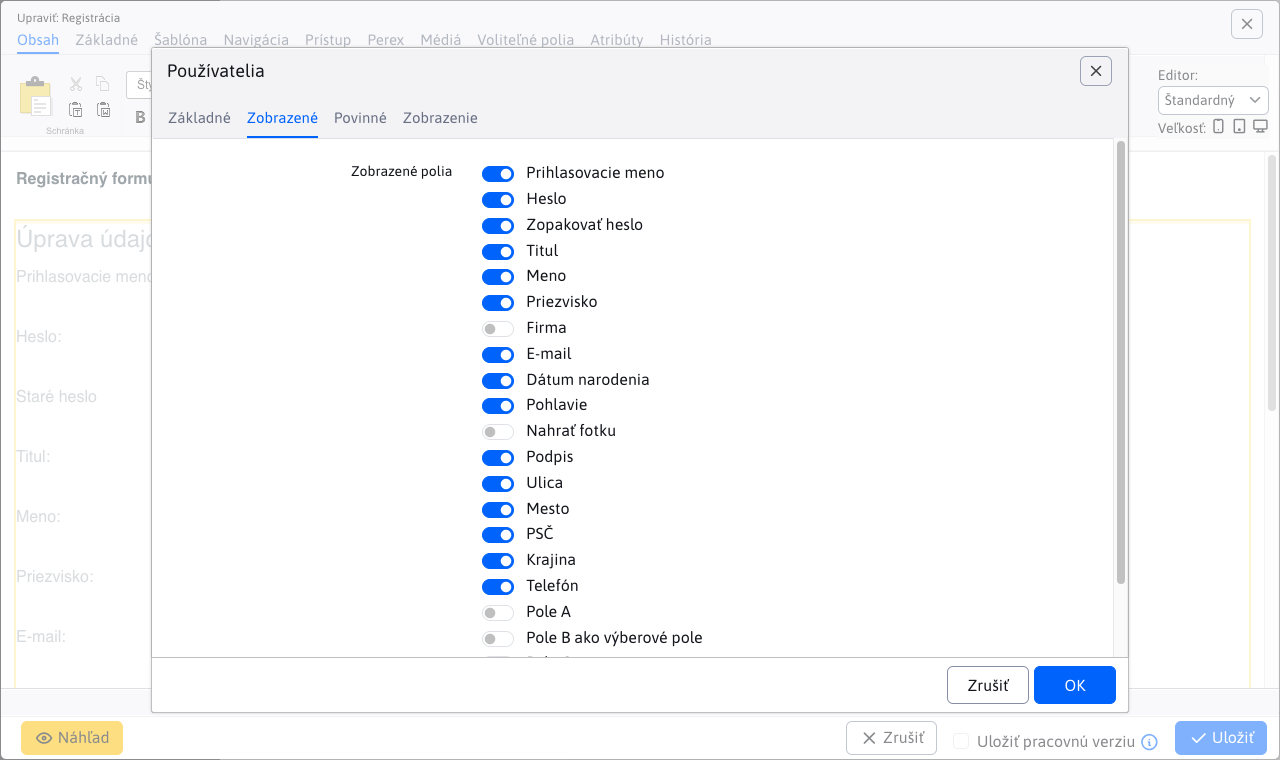 Upraviť: Registrácia
Obsah Základné Šablóna Navigácia Prístup Perex Médiá Voliteľné polia Atribúty História
Používatelia
Základné Zobrazené Povinné Zobrazenie
Editor:
Štandardný
Veľkosť:
Schránka
B
Registračný
Úprava
Prihlasovacie meno
Heslo:
Staré heslo
Titul:
Meno:
Priezvisko:
E-mail:
Zobrazené polia
Prihlasovacie meno
Heslo
Zopakovať heslo
Titul
Meno
Priezvisko
Firma
E-mail
Dátum narodenia
Pohlavie
Nahrať fotku
Podpis
Ulica
Mesto
PSČ
Krajina
Telefón
Pole A
Pole B ako výberové pole
Zrušiť OK
Náhľad
Zrušiť Uložiť pracovnú verziu Uložiť